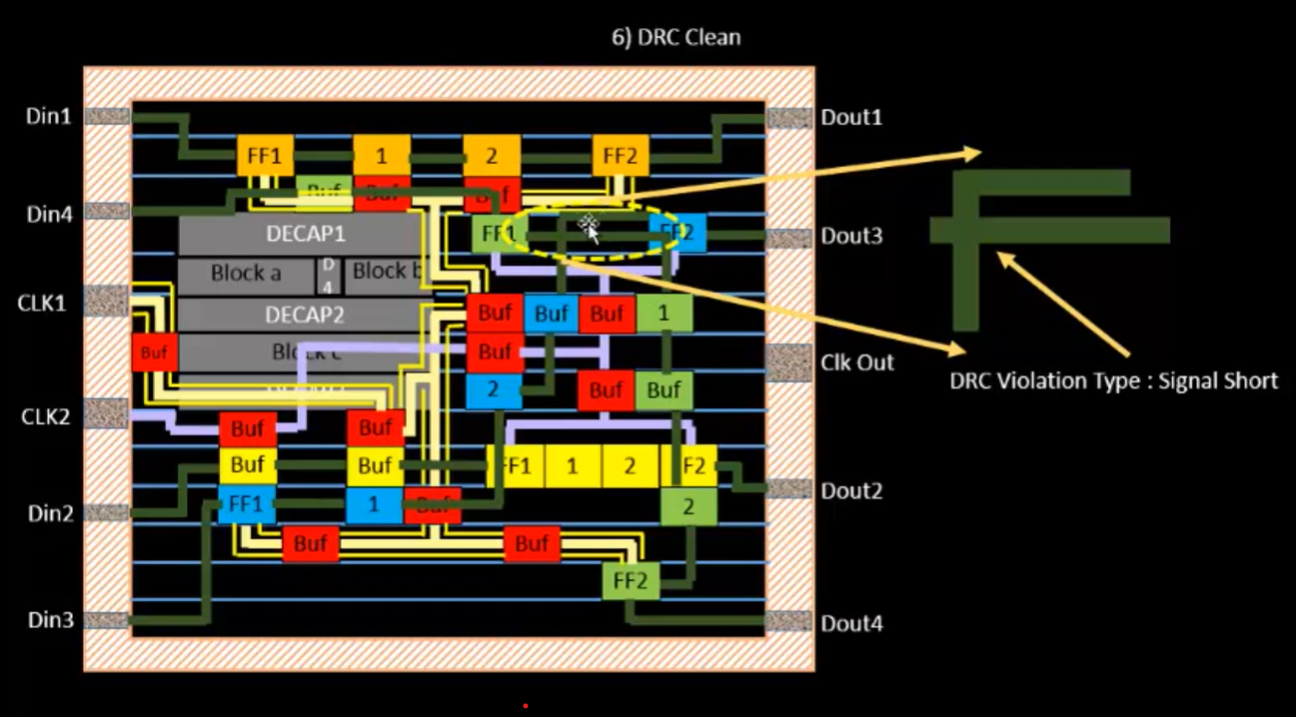 6) DRC Clean
Din1
Dout1
FF1
1
2
FF2
Buf
Buf
Buf
Din4
DECAP1
FF1
FF2
Dout3
Block a
D
4
Block b
CLK1
DECAP2
Buf
Buf
Buf
1
Buf
Block c
Buf
Clk Out
2
Buf
Buf
DRC Violation Type : Signal Short
CLK2
Buf
Buf
Buf
Buf
FF1
1
2
F2
Dout2
Din2
FF1
1
Buf
2
Buf
Buf
FF2
Din3
Dout4